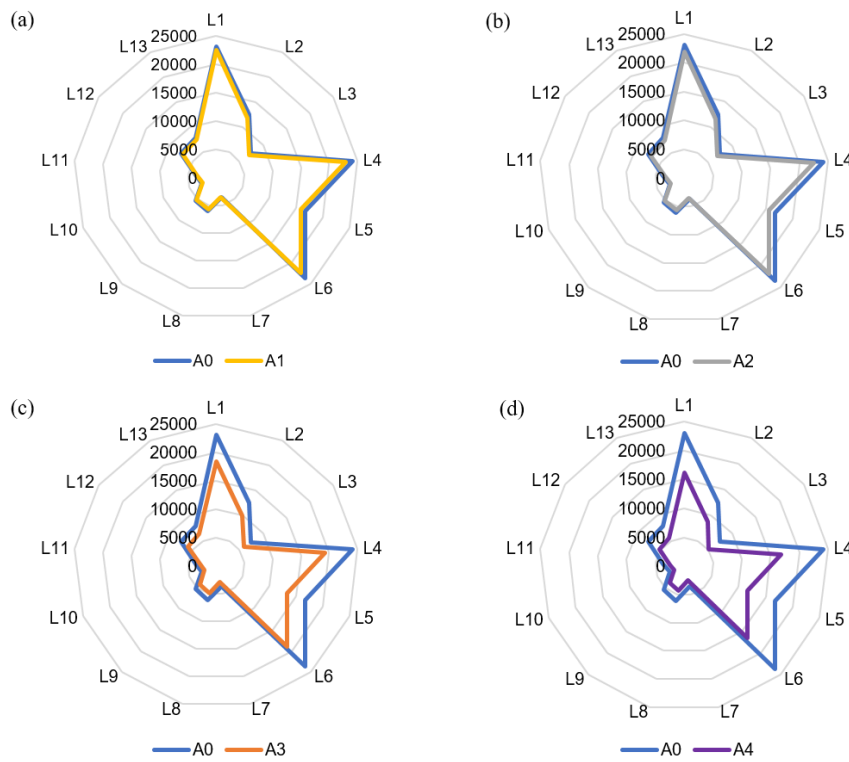 (a)
L1
L2
L3
L4
L5
L6
L7
L8
L9
L10
L11
L12
L13
25000
20000
15000
10000
5000
0
A0 A1
(b)
L1
L2
L3
L4
L5
L6
L7
L8
L9
L10
L11
L12
L13
25000
20000
15000
10000
5000
0
A0 A2
(c)
L1
L2
L3
L4
L5
L6
L7
L8
L9
L10
L11
L12
L13
25000
20000
15000
10000
5000
0
A0 A3
(d)
L1
L2
L3
L4
L5
L6
L7
L8
L9
L10
L11
L12
L13
25000
20000
15000
10000
5000
0
A0 A4